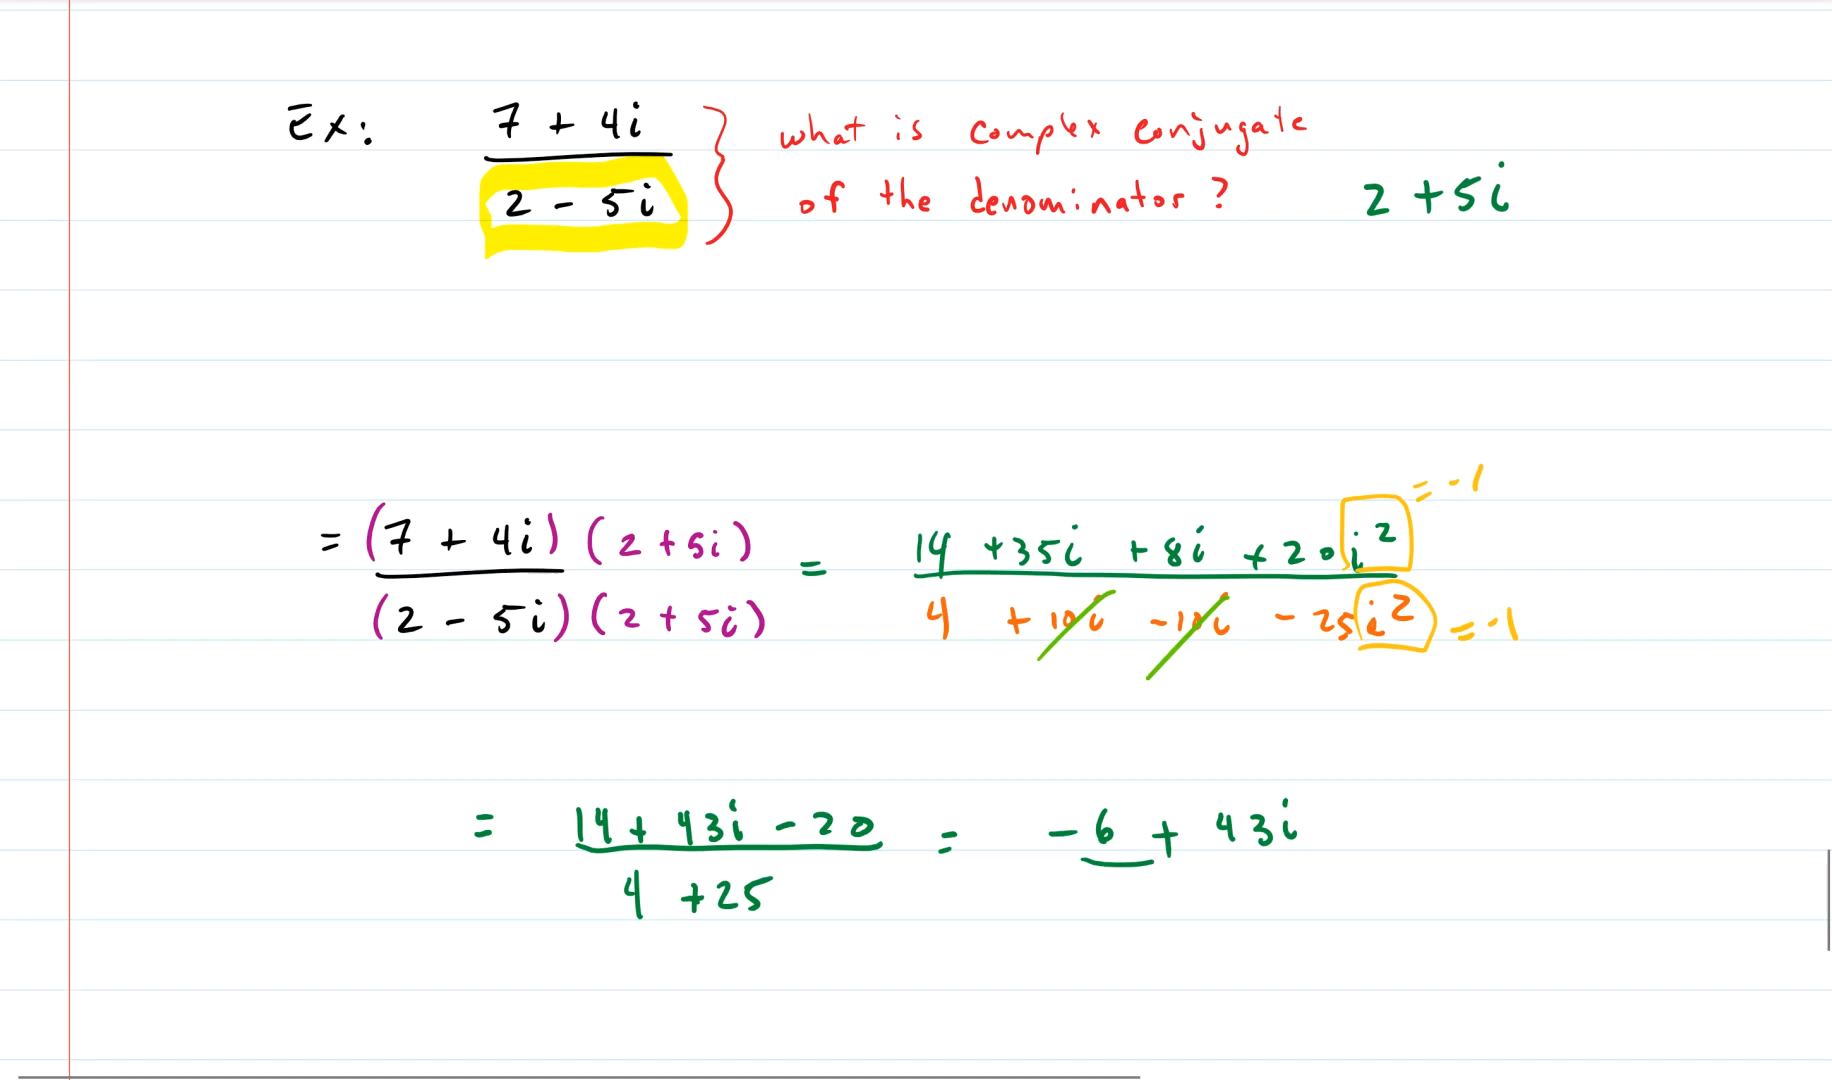 Ex: 7 + 4i / 2 - 5i } what is complex conjugate
of the denominator? 2 + 5i
= (7 + 4i) (2 + 5i) / (2 - 5i) (2 + 5i) = 14 + 35i + 8i + 20i² / 4 + 10i - 10i - 25i²
= -1
= -1
= 14 + 43i - 20 / 4 + 25 = -6 + 43i